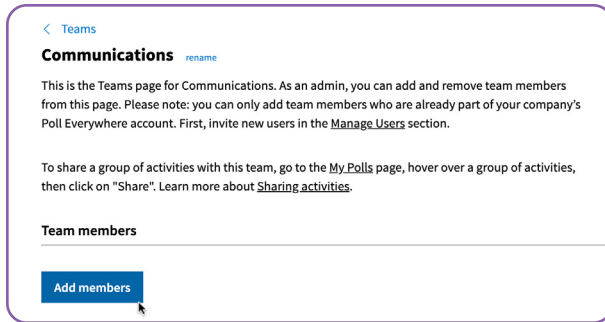 Teams
Communications rename
This is the Teams page for Communications. As an admin, you can add and remove team members
from this page. Please note: you can only add team members who are already part of your company's
Poll Everywhere account. First, invite new users in the Manage Users section.
To share a group of activities with this team, go to the My Polls page, hover over a group of activities,
then click on "Share". Learn more about Sharing activities.
Team members
Add members